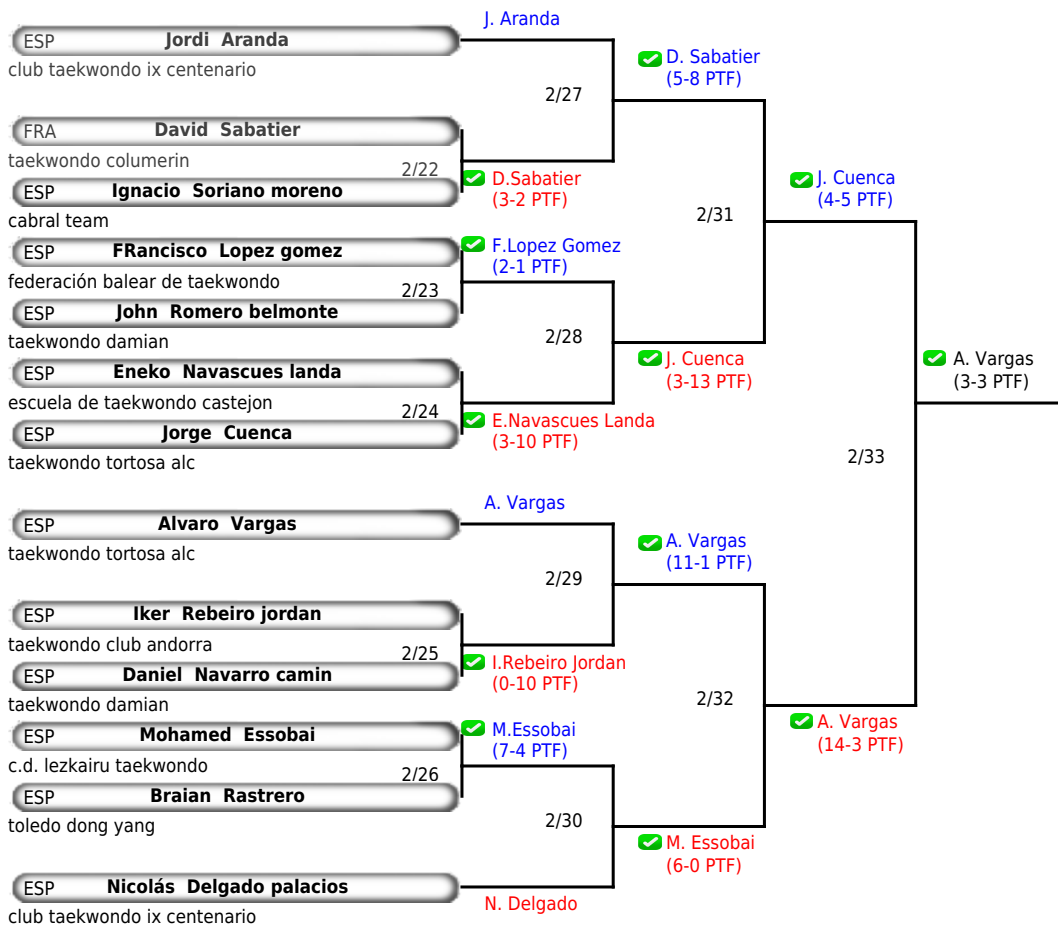 J. Aranda
ESP Jordi Aranda
club taekwondo ix centenario
D. Sabatier
(5-8 PTF)
2/27
FRA David Sabatier
taekwondo columerin
2/22
D.Sabatier
(3-2 PTF)
ESP Ignacio Soriano moreno
cabral team
J. Cuenca
(4-5 PTF)
2/31
ESP FRancisco Lopez gomez
federación balear de taekwondo
F.Lopez Gomez
(2-1 PTF)
2/23
ESP John Romero belmonte
taekwondo damian
2/28
ESP Eneko Navascues landa
escuela de taekwondo castejon
J. Cuenca
(3-13 PTF)
A. Vargas
(3-3 PTF)
2/24
E.Navascues Landa
(3-10 PTF)
ESP Jorge Cuenca
taekwondo tortosa alc
2/33
A. Vargas
ESP Alvaro Vargas
taekwondo tortosa alc
A. Vargas
(11-1 PTF)
2/29
ESP Iker Rebeiro jordan
taekwondo club andorra
2/25
I.Rebeiro Jordan
(0-10 PTF)
ESP Daniel Navarro camin
taekwondo damian
2/32
ESP Mohamed Essobai
c.d. lezkairu taekwondo
M.Essobai
(7-4 PTF)
A. Vargas
(14-3 PTF)
2/26
ESP Braian Rastrero
toledo dong yang
2/30
M. Essobai
(6-0 PTF)
ESP Nicolás Delgado palacios
club taekwondo ix centenario
N. Delgado